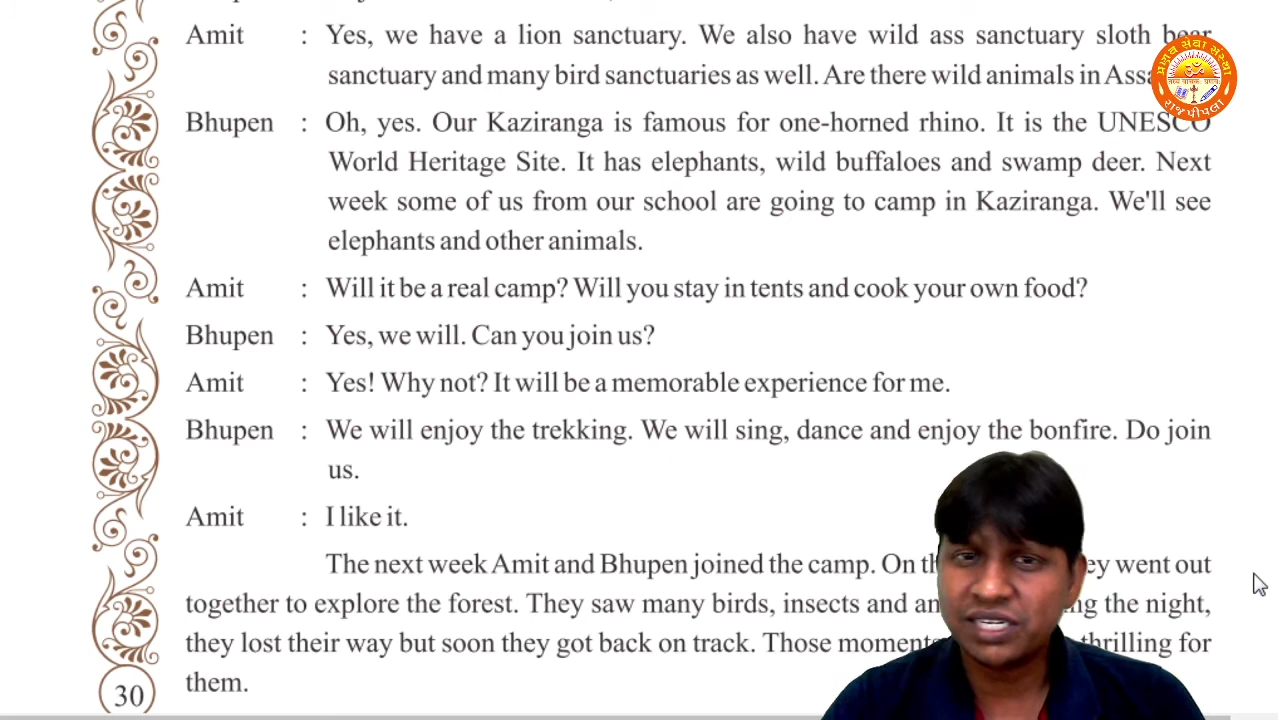 Amit : Yes, we have a lion sanctuary. We also have wild ass sanctuary sloth bear
sanctuary and many bird sanctuaries as well. Are there wild animals in
Bhupen : Oh, yes. Our Kaziranga is famous for one-horned rhino. It is the UNESCO
World Heritage Site. It has elephants, wild buffaloes and swamp deer. Next
week some of us from our school are going to camp in Kaziranga. We'll see
elephants and other animals.
Amit : Will it be a real camp? Will you stay in tents and cook your own food?
Bhupen : Yes, we will. Can you join us?
Amit : Yes! Why not? It will be a memorable experience for me.
Bhupen : We will enjoy the trekking. We will sing, dance and enjoy the bonfire. Do join
us.
Amit : I like it.
The next week Amit and Bhupen joined the camp. On went out
together to explore the forest. They saw many birds, insects and the night,
they lost their way but soon they got back on track. Those thrilling for
them.
30
પ્રણવ સેવા સંસ્થા
રાજપીપલા